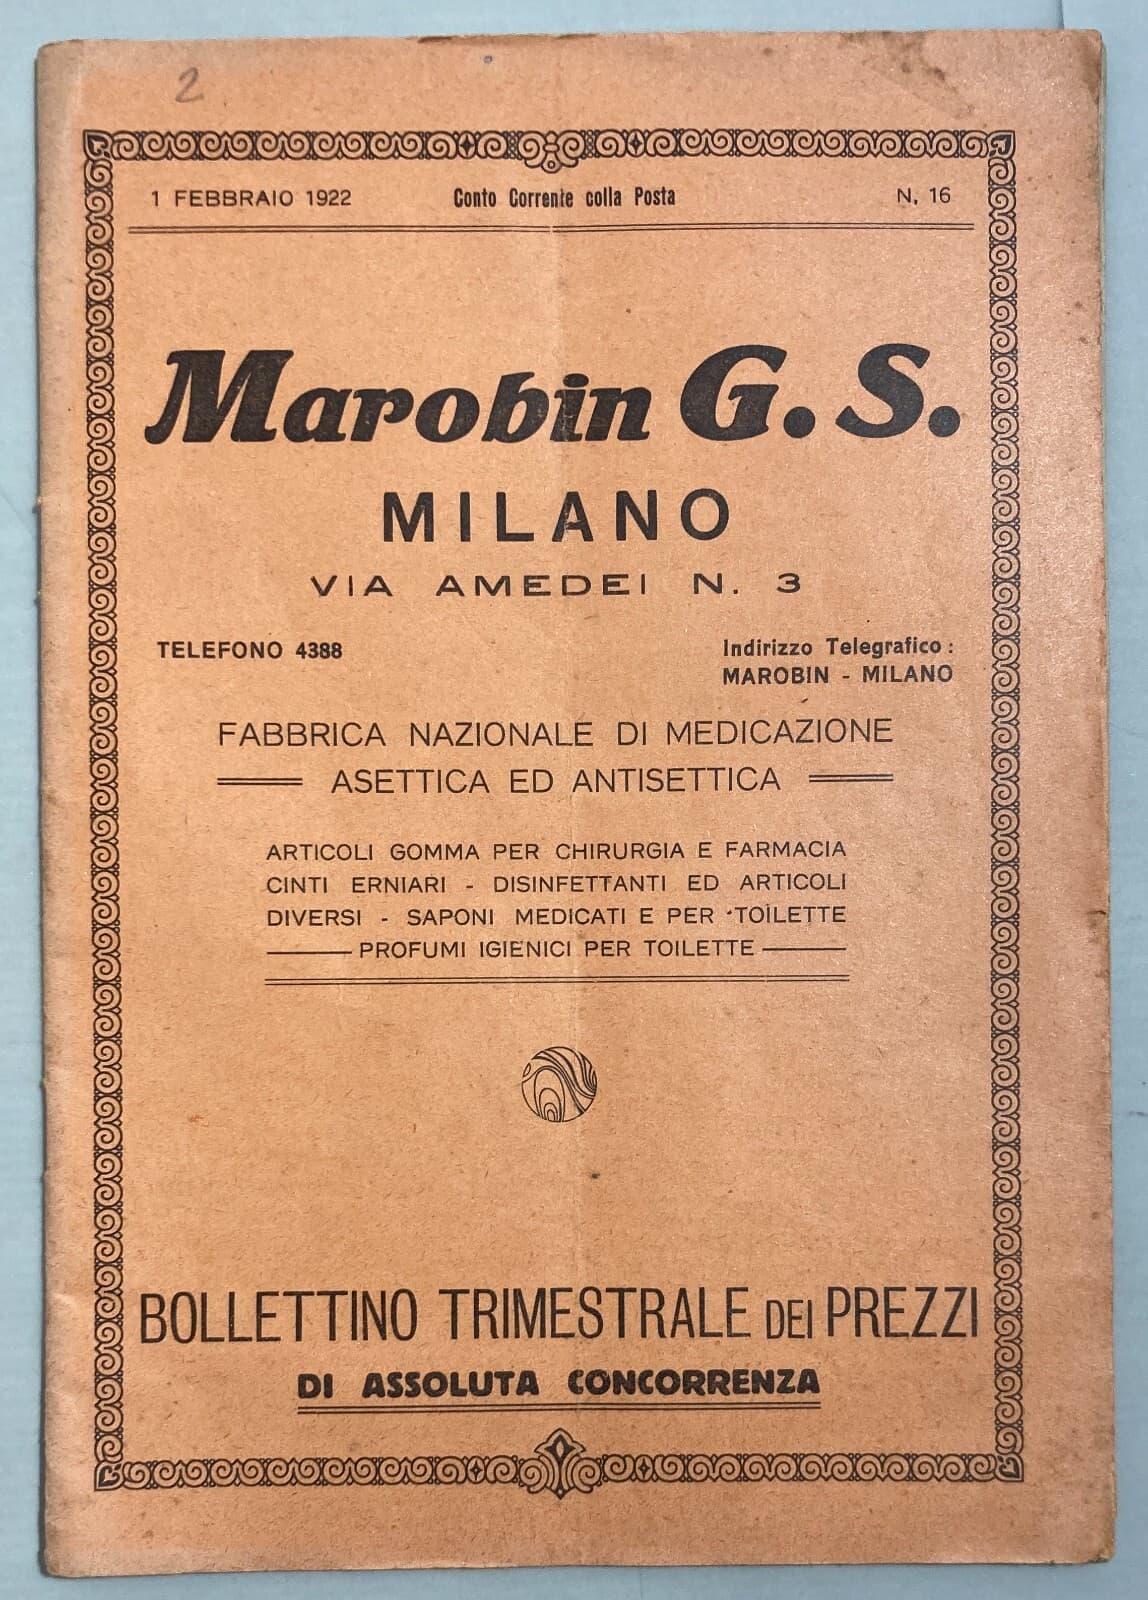 2
1 FEBBRAIO 1922 Conto Corrente colla Posta N. 16
Marobin G. S.
MILANO
VIA AMEDEI N. 3
TELEFONO 4388 Indirizzo Telegrafico :
MAROBIN - MILANO
FABBRICA NAZIONALE DI MEDICAZIONE
ASETTICA ED ANTISETTICA
ARTICOLI GOMMA PER CHIRURGIA E FARMACIA
CINTI ERNIARI - DISINFETTANTI ED ARTICOLI
DIVERSI - SAPONI MEDICATI E PER TOILETTE
PROFUMI IGIENICI PER TOILETTE
BOLLETTINO TRIMESTRALE DEI PREZZI
DI ASSOLUTA CONCORRENZA